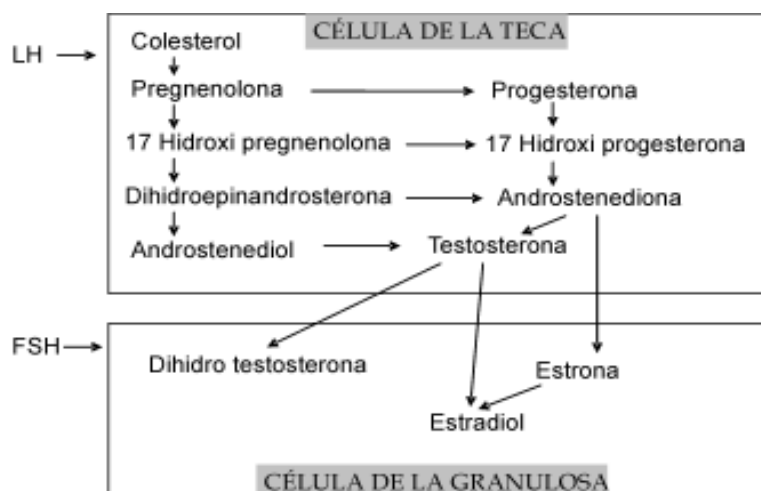 CÉLULA DE LA TECA
LH
Colesterol
Pregnenolona
Progesterona
17 Hidroxi pregnenolona
17 Hidroxi progesterona
Dihidroepinandrosterona
Androstenediona
Androstenediol
Testosterona
FSH
Dihidro testosterona
Estrona
Estradiol
CÉLULA DE LA GRANULOSA